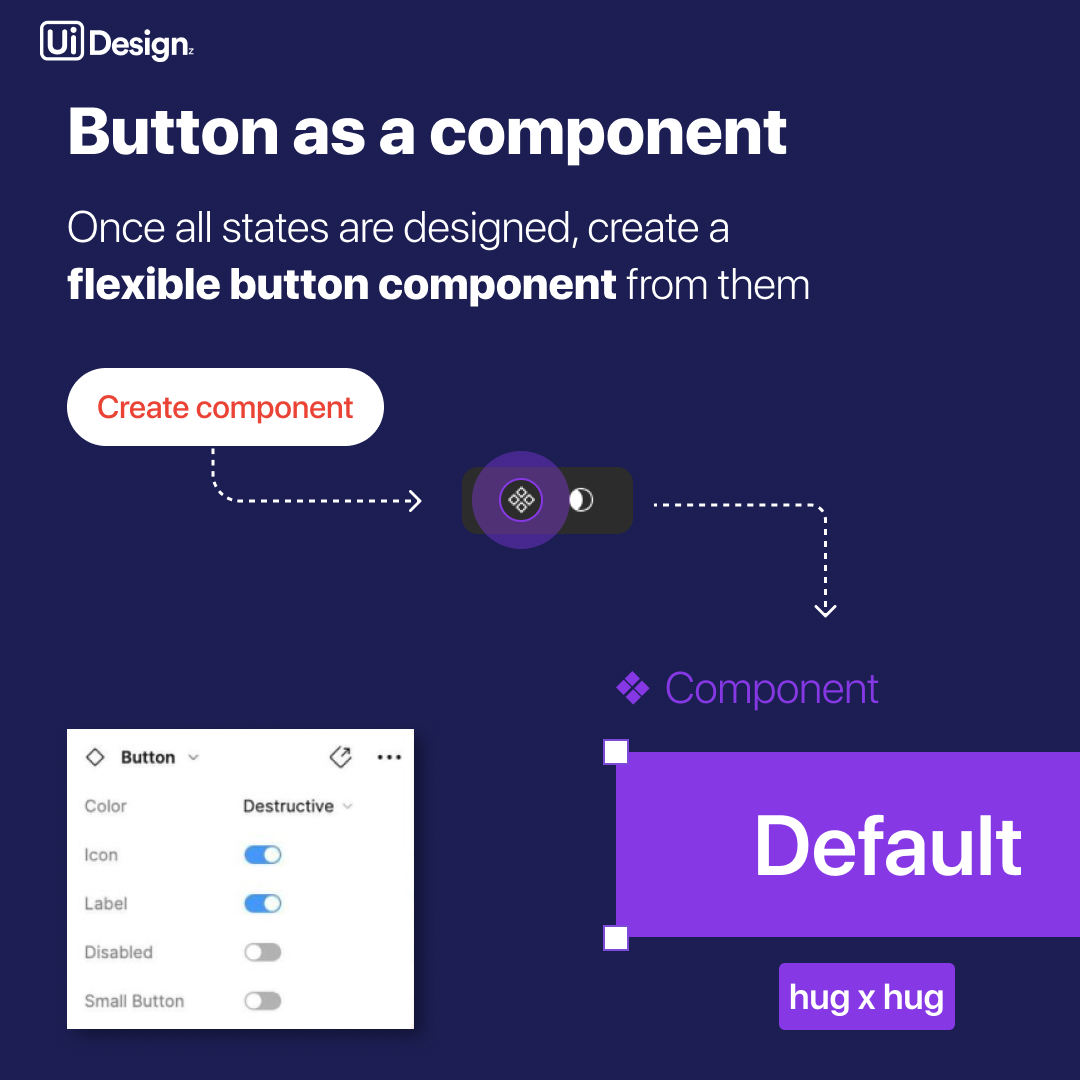 Ui Designz
Button as a component
Once all states are designed, create a
flexible button component from them
Create component
Component
Button
Color Destructive
Icon
Label
Disabled
Small Button
Default
hug x hug